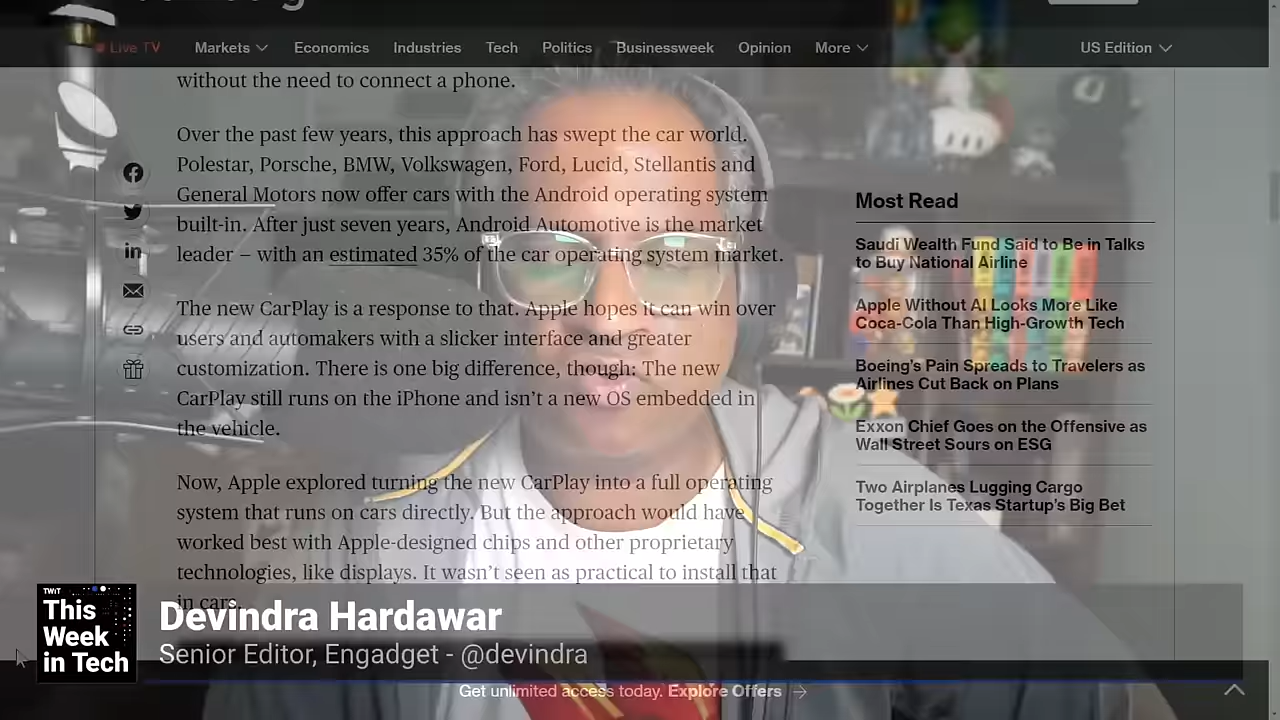 Live TV
Markets
Economics
Industries
Tech
Politics
Businessweek
Opinion
More
US Edition
without the need to connect a phone.
Over the past few years, this approach has swept the car world.
Polestar, Porsche, BMW, Volkswagen, Ford, Lucid, Stellantis and
General Motors now offer cars with the Android operating system
built-in. After just seven years, Android Automotive is the market
leader – with an estimated 35% of the car operating system market.
The new CarPlay is a response to that. Apple hopes it can win over
users and automakers with a slicker interface and greater
customization. There is one big difference, though: The new
CarPlay still runs on the iPhone and isn't a new OS embedded in
the vehicle.
Now, Apple explored turning the new CarPlay into a full operating
system that runs on cars directly. But the approach would have
worked best with Apple-designed chips and other proprietary
technologies, like displays. It wasn't seen as practical to install that
in cars.
Most Read
Saudi Wealth Fund Said to Be in Talks
to Buy National Airline
Apple Without AI Looks More Like
Coca-Cola Than High-Growth Tech
Boeing's Pain Spreads to Travelers as
Airlines Cut Back on Plans
Exxon Chief Goes on the Offensive as
Wall Street Sours on ESG
Two Airplanes Lugging Cargo
Together Is Texas Startup's Big Bet
TWiT
This
Week
in Tech
Devindra Hardawar
Senior Editor, Engadget - @devindra
Get unlimited access today. Explore Offers